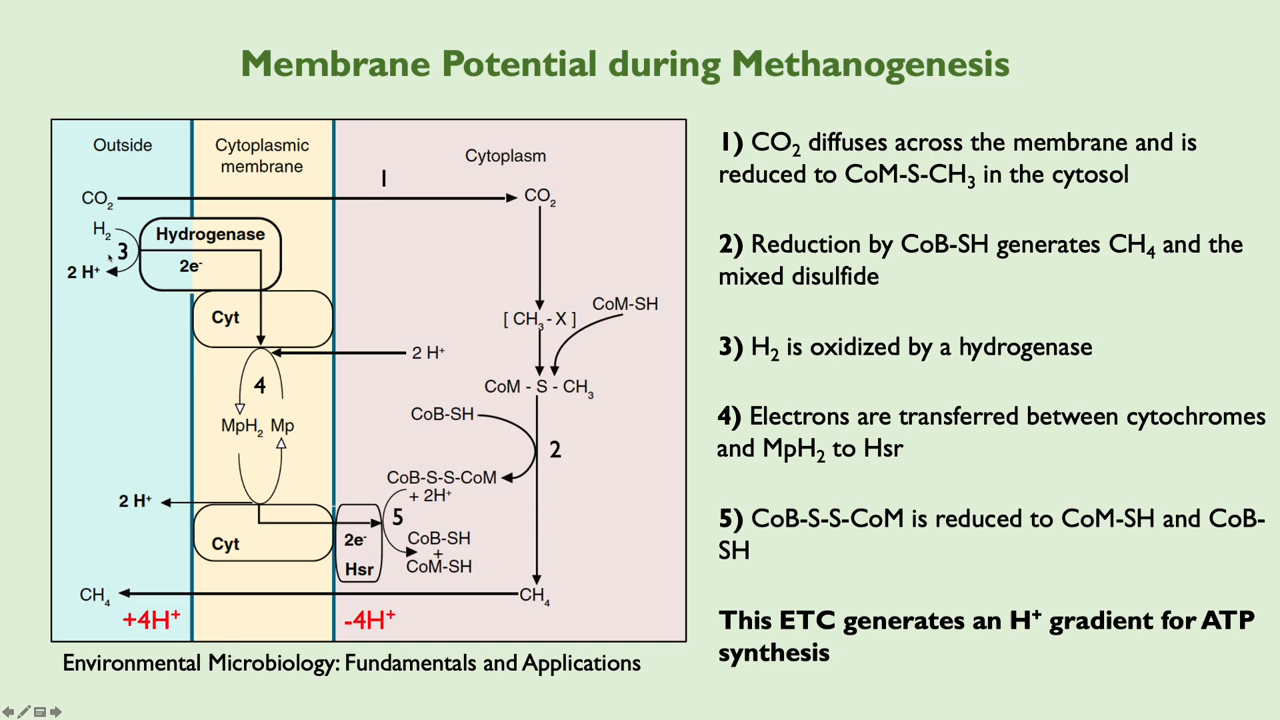 Membrane Potential during Methanogenesis
Outside
Cytoplasmic
membrane
Cytoplasm
1
CO₂
CO₂
H₂
3
2 H⁺
Hydrogenase
2e⁻
Cyt
2 H⁺
4
MpH₂ Mp
[ CH₃ - X ]
CoM-SH
CoM - S - CH₃
CoB-SH
2
CoB-S-S-CoM
+ 2H⁺
2 H⁺
5
Cyt
2e⁻
Hsr
CoB-SH
+
CoM-SH
CH₄
CH₄
+4H⁺
-4H⁺
Environmental Microbiology: Fundamentals and Applications
1) CO₂ diffuses across the membrane and is
reduced to CoM-S-CH₃ in the cytosol
2) Reduction by CoB-SH generates CH₄ and the
mixed disulfide
3) H₂ is oxidized by a hydrogenase
4) Electrons are transferred between cytochromes
and MpH₂ to Hsr
5) CoB-S-S-CoM is reduced to CoM-SH and CoB-
SH
This ETC generates an H⁺ gradient for ATP
synthesis